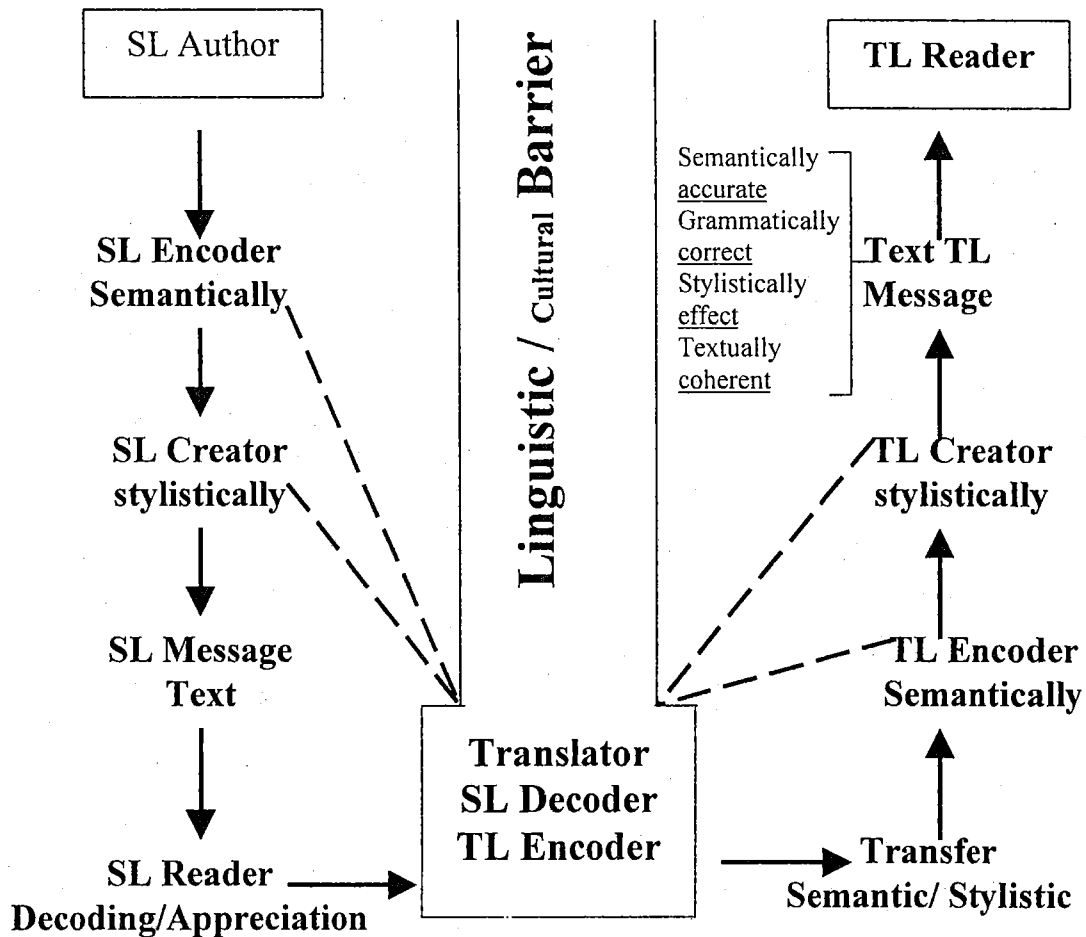 SL Author
SL Encoder
Semantically
SL Creator
stylistically
SL Message
Text
SL Reader
Decoding/Appreciation
Linguistic / Cultural Barrier
Translator
SL Decoder
TL Encoder
TL Reader
Semantically
accurate
Grammatically
correct
Stylistically
effect
Textually
coherent
Text TL
Message
TL Creator
stylistically
TL Encoder
Semantically
Transfer
Semantic/ Stylistic